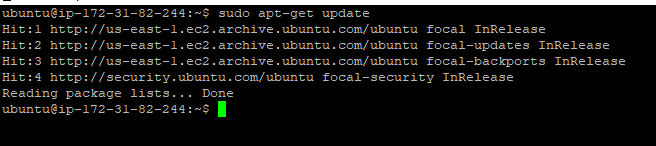 ubuntu@ip-172-31-82-244:~$ sudo apt-get update
Hit:1 http://us-east-1.ec2.archive.ubuntu.com/ubuntu focal InRelease
Hit:2 http://us-east-1.ec2.archive.ubuntu.com/ubuntu focal-updates InRelease
Hit:3 http://us-east-1.ec2.archive.ubuntu.com/ubuntu focal-backports InRelease
Hit:4 http://security.ubuntu.com/ubuntu focal-security InRelease
Reading package lists... Done
ubuntu@ip-172-31-82-244:~$